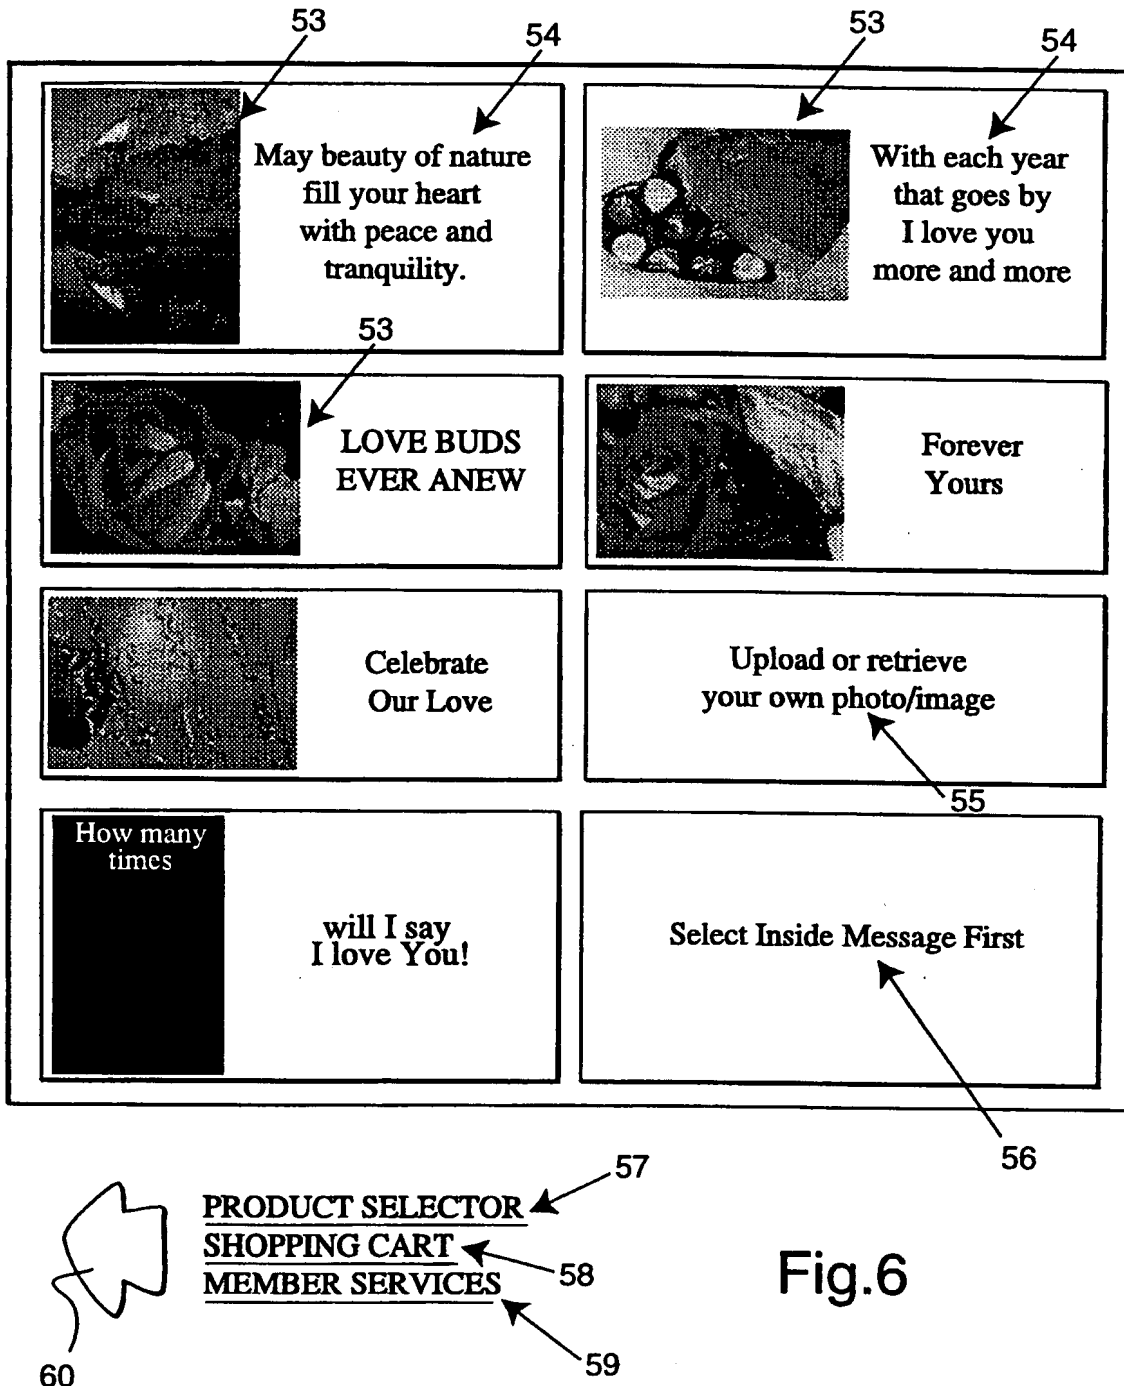 53
54
53
54
May beauty of nature
fill your heart
with peace and
tranquility.
With each year
that goes by
I love you
more and more
53
LOVE BUDS
EVER ANEW
Forever
Yours
Celebrate
Our Love
Upload or retrieve
your own photo/image
55
How many
times
will I say
I love You!
Select Inside Message First
56
57
PRODUCT SELECTOR
SHOPPING CART
58
MEMBER SERVICES
59
60
Fig.6